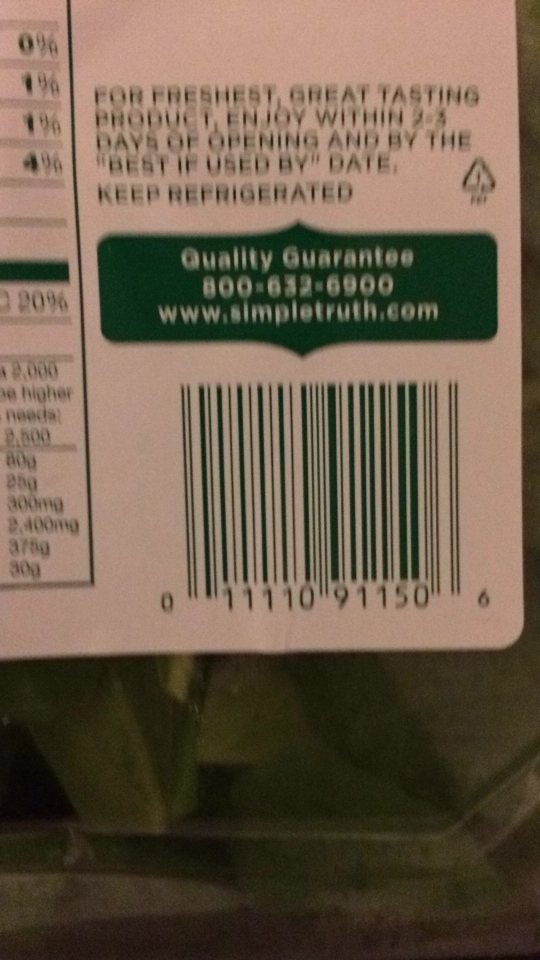 0%
1%
1%
4%
FOR FRESHEST, GREAT TASTING
PRODUCT, ENJOY WITHIN 2-3
DAYS OF OPENING AND BY THE
"BEST IF USED BY" DATE.
KEEP REFRIGERATED
1
Quality Guarantee
800-632-6900
www.simpletruth.com
C 20%
a 2,000
be higher
needs:
2,500
80g
25g
300mg
2,400mg
375g
30g
0 11110 91150 6